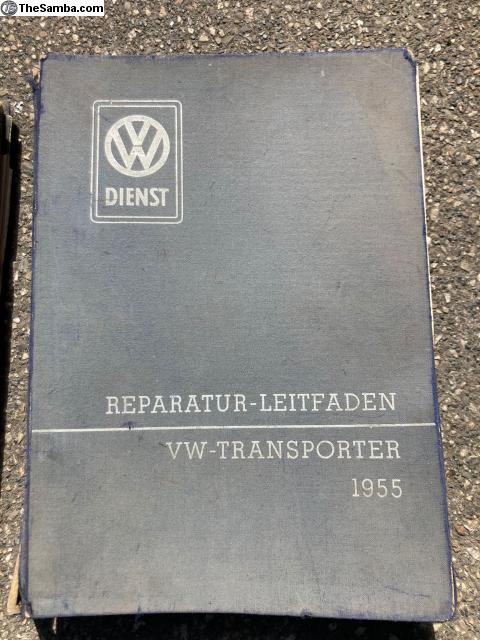 TheSamba.com
VW
DIENST
REPARATUR-LEITFADEN
VW-TRANSPORTER
1955